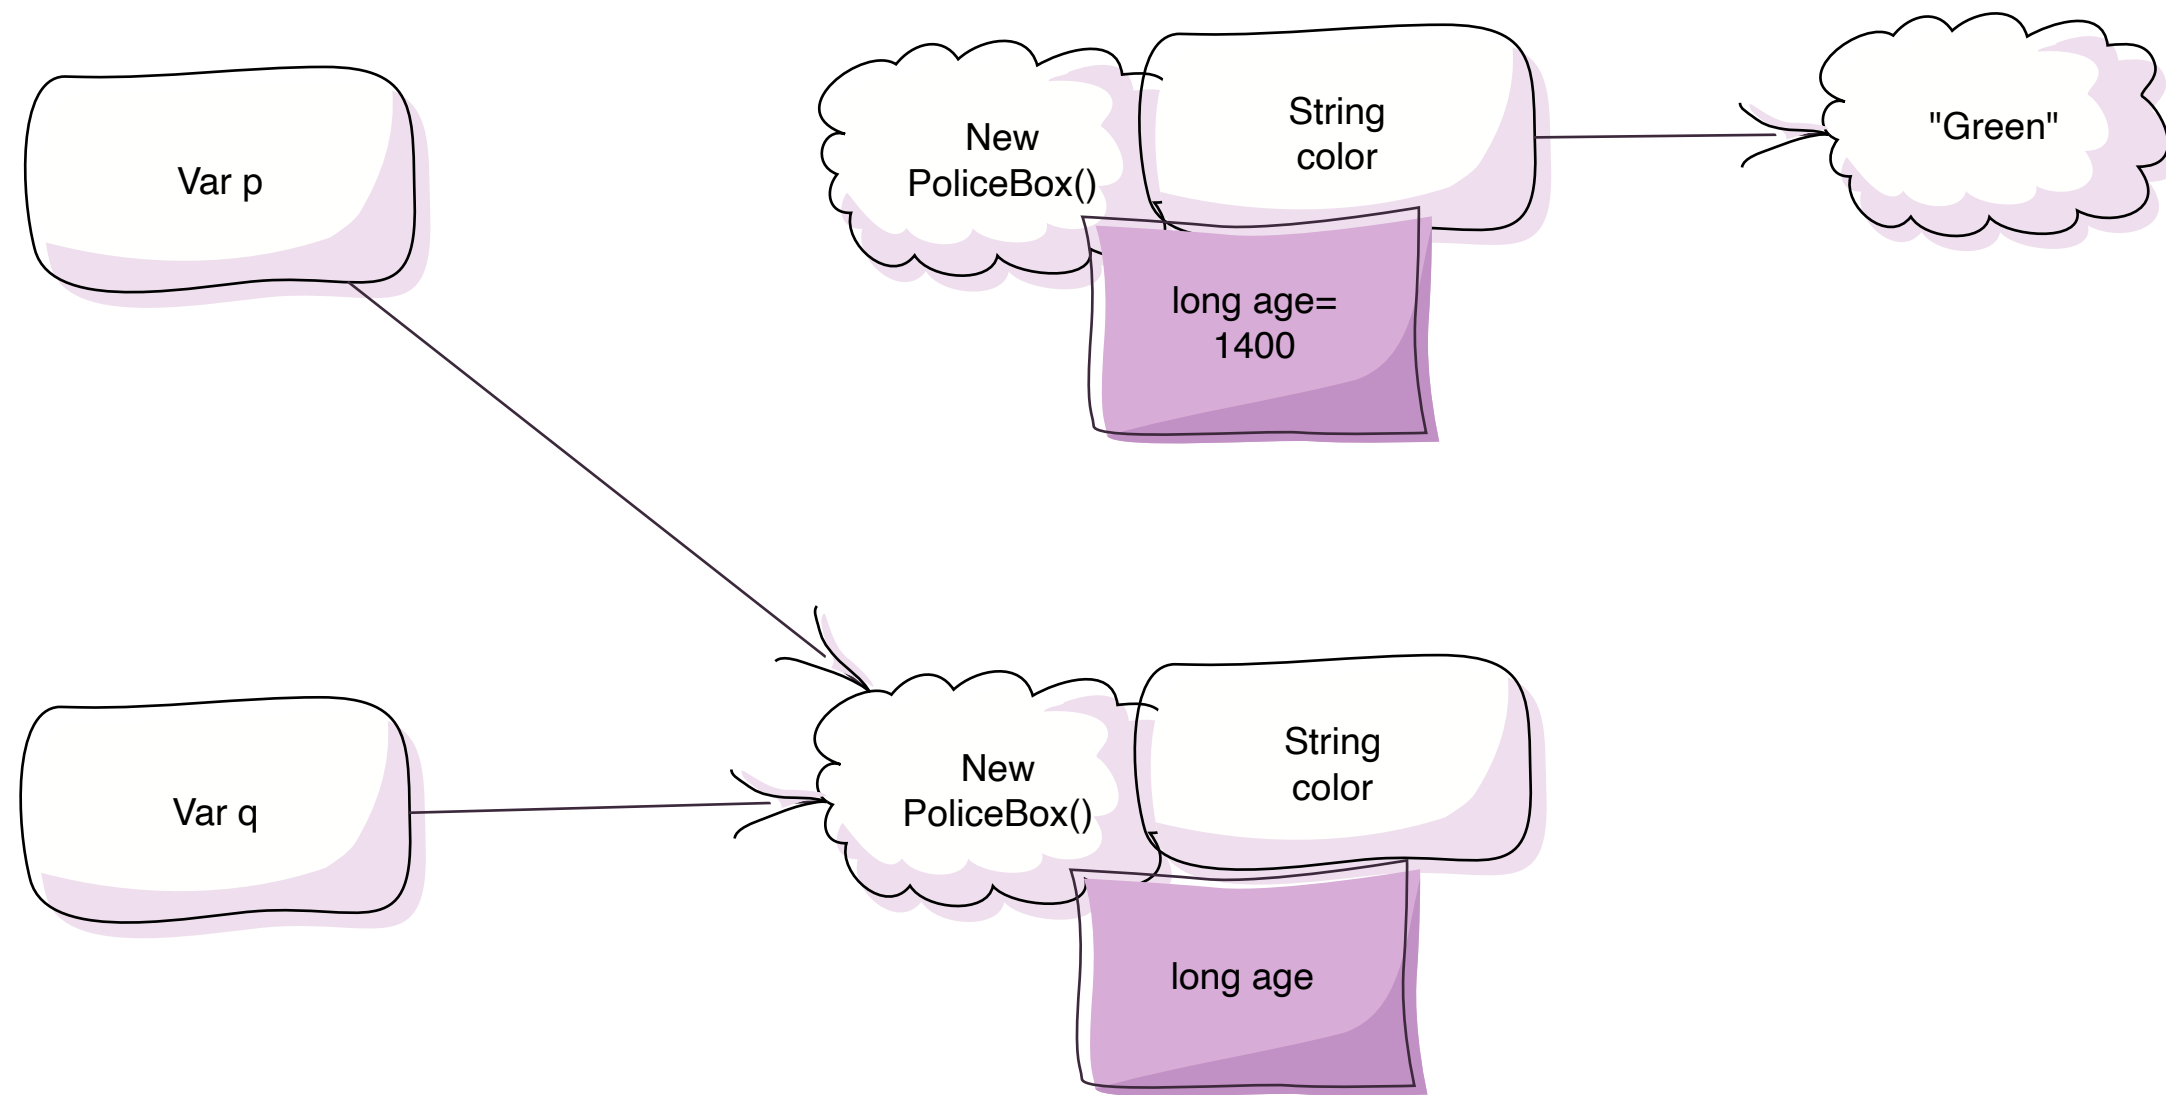 Var p
New
PoliceBox()
String
color
"Green"
long age=
1400
Var q
New
PoliceBox()
String
color
long age